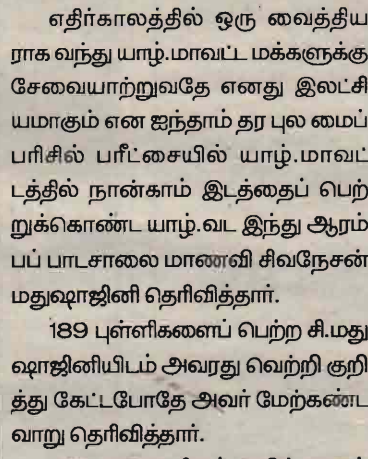 எதிர்காலத்தில் ஒரு வைத்திய
ராக வந்து யாழ்.மாவட்ட மக்களுக்கு
சேவையாற்றுவதே எனது இலட்சி
யமாகும் என ஐந்தாம் தர புல மைப்
பரிசில் பரீட்சையில் யாழ்.மாவட்
டத்தில் நான்காம் இடத்தைப் பெற்
றுக்கொண்ட யாழ்.வட இந்து ஆரம்
பப் பாடசாலை மாணவி சிவநேசன்
மதுஷாஜினி தெரிவித்தார்.
189 புள்ளிகளைப் பெற்ற சி.மது
ஷாஜினியிடம் அவரது வெற்றி குறி
த்து கேட்டபோதே அவர் மேற்கண்ட
வாறு தெரிவித்தார்.